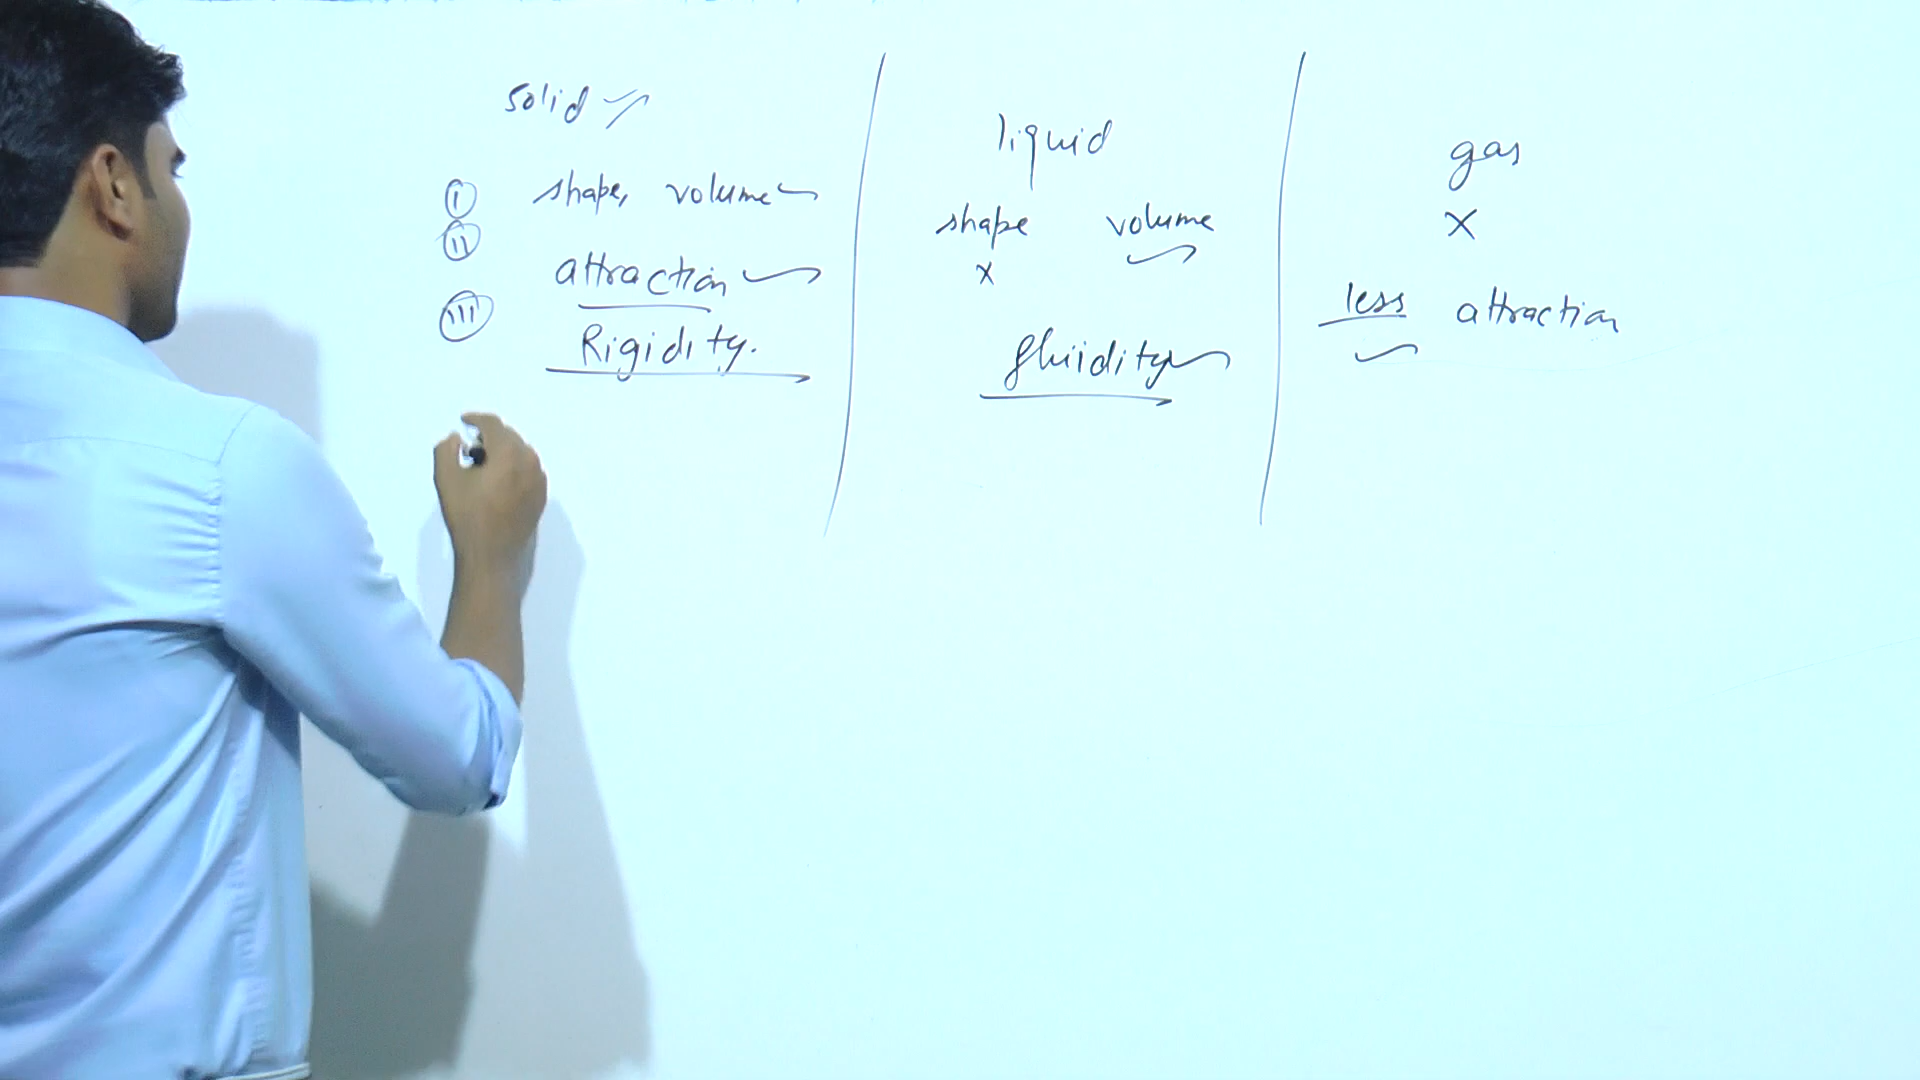 solid
(i) shape, volume
(ii) attraction
(iii) Rigidity.
liquid
shape volume
x
fluidity
gas
x
less attraction